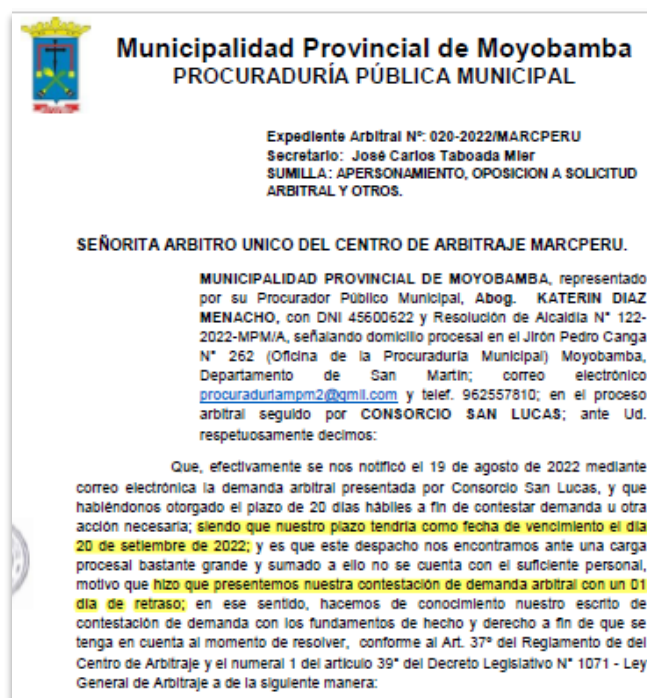 Municipalidad Provincial de Moyobamba
PROCURADURÍA PÚBLICA MUNICIPAL
Expediente Arbitral Nº: 020-2022/MARCPERU
Secretario: José Carlos Taboada Mier
SUMILLA: APERSONAMIENTO, OPOSICION A SOLICITUD
ARBITRAL Y OTROS.
SEÑORITA ARBITRO UNICO DEL CENTRO DE ARBITRAJE MARCPERU.
MUNICIPALIDAD PROVINCIAL DE MOYOBAMBA, representado
por su Procurador Público Municipal, Abog. KATERIN DIAZ
MENACHO, con DNI 45600622 y Resolución de Alcaldía N° 122-
2022-MPM/A, señalando domicilio procesal en el Jirón Pedro Canga
N° 262 (Oficina de la Procuraduría Municipal) Moyobamba,
Departamento de San Martín; correo electrónico
procuraduriampm2@gmil.com y telef. 962557810; en el proceso
arbitral seguido por CONSORCIO SAN LUCAS; ante Ud.
respetuosamente decimos:
Que, efectivamente se nos notificó el 19 de agosto de 2022 mediante
correo electrónica la demanda arbitral presentada por Consorcio San Lucas, y que
habiéndonos otorgado el plazo de 20 días hábiles a fin de contestar demanda u otra
acción necesaria; siendo que nuestro plazo tendría como fecha de vencimiento el día
20 de setiembre de 2022; y es que este despacho nos encontramos ante una carga
procesal bastante grande y sumado a ello no se cuenta con el suficiente personal,
motivo que hizo que presentemos nuestra contestación de demanda arbitral con un 01
día de retraso; en ese sentido, hacemos de conocimiento nuestro escrito de
contestación de demanda con los fundamentos de hecho y derecho a fin de que se
tenga en cuenta al momento de resolver, conforme al Art. 37º del Reglamento de del
Centro de Arbitraje y el numeral 1 del artículo 39° del Decreto Legislativo N° 1071 - Ley
General de Arbitraje a de la siguiente manera: